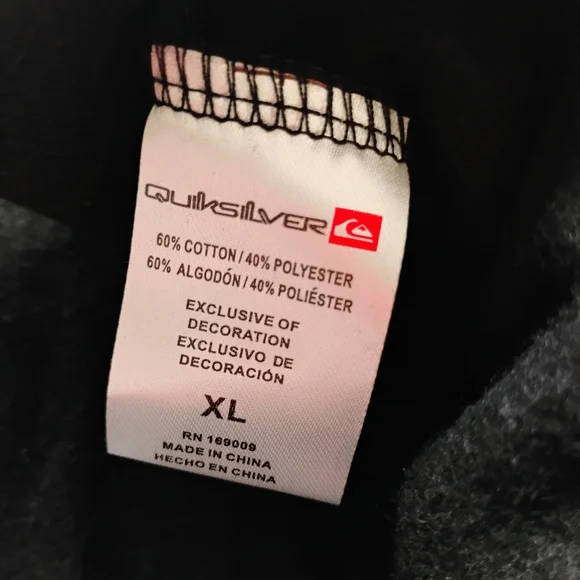 QUIKSILVER
60% COTTON / 40% POLYESTER
60% ALGODÓN / 40% POLIÉSTER
EXCLUSIVE OF
DECORATION
EXCLUSIVO DE
DECORACIÓN
XL
RN 169009
MADE IN CHINA
HECHO EN CHINA